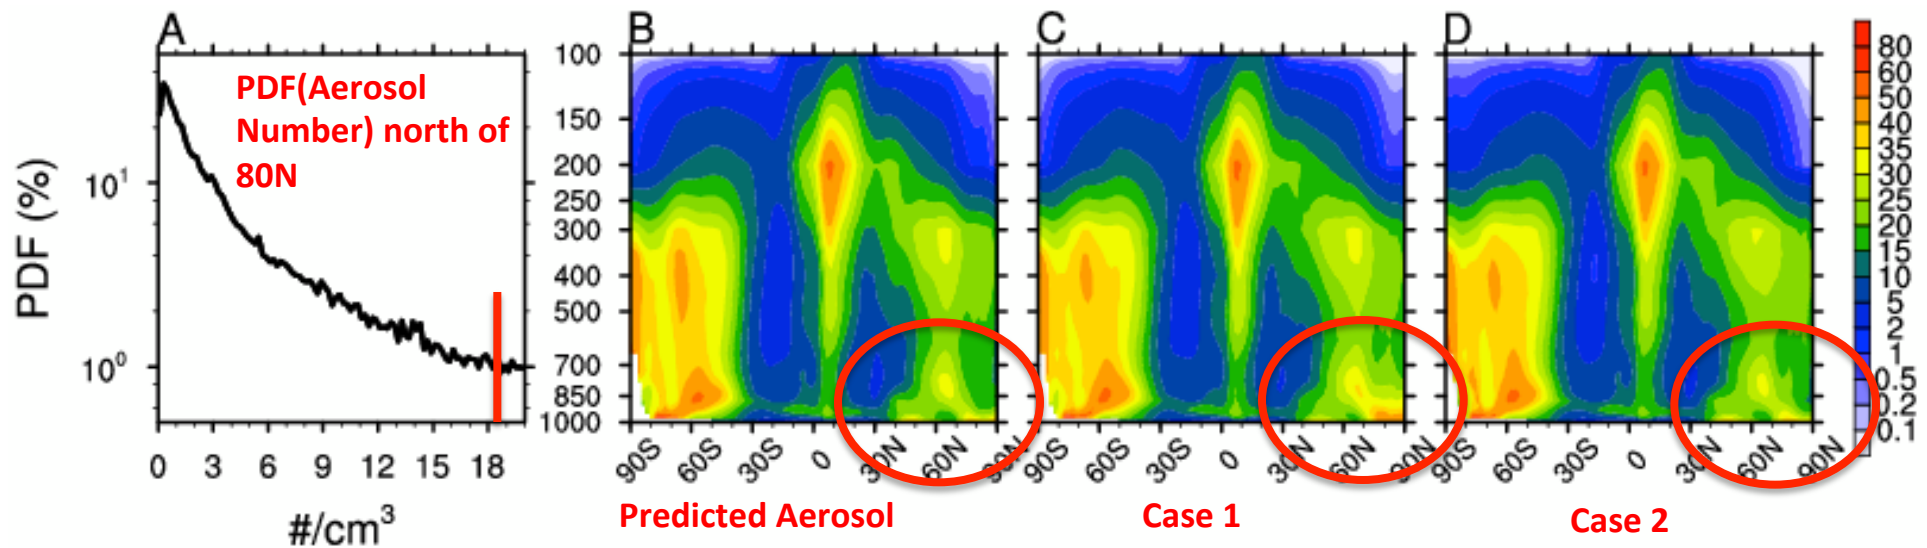 A
B
C
D
PDF(Aerosol
Number) north of
80N
PDF (%)
10¹
10⁰
0 3 6 9 12 15 18
#/cm³
100
150
200
250
300
400
500
700
850
1000
90S 60S 30S 0 30N 60N 90N
90S 60S 30S 0 30N 60N 90N
90S 60S 30S 0 30N 60N 90N
80
60
50
40
35
30
25
20
15
10
5
2
1
0.5
0.2
0.1
Predicted Aerosol
Case 1
Case 2